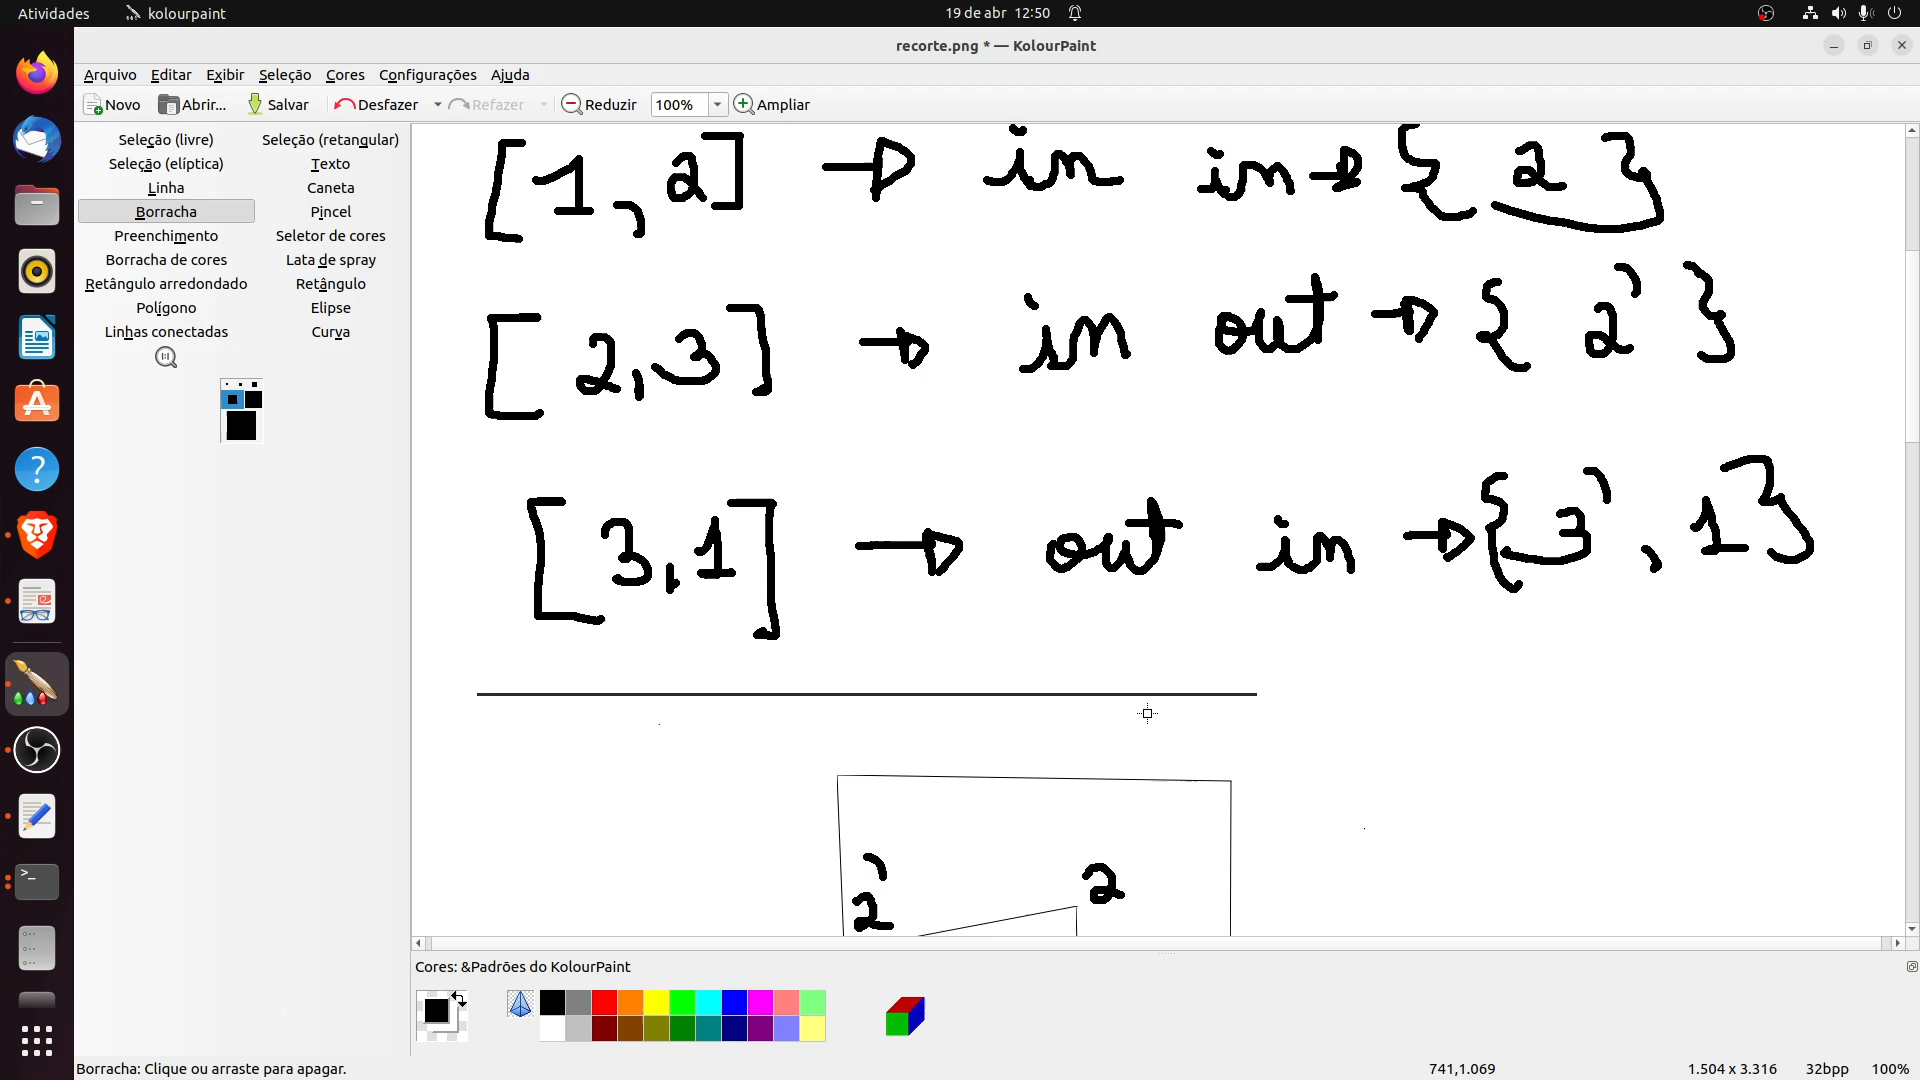 Atividades kolourpaint 19 de abr 12:50
recorte.png * — KolourPaint
Arquivo Editar Exibir Seleção Cores Configurações Ajuda
Novo Abrir... Salvar Desfazer Refazer Reduzir 100% Ampliar
Seleção (livre) Seleção (retangular)
Seleção (elíptica) Texto
Linha Caneta
Borracha Pincel
Preenchimento Seletor de cores
Borracha de cores Lata de spray
Retângulo arredondado Retângulo
Polígono Elipse
Linhas conectadas Curva
[1, 2] → in in → { 2 }
[2,3] → in out → { 2' }
[3,1] → out in → {3', 1}
2' 2
Cores: &Padrões do KolourPaint
Borracha: Clique ou arraste para apagar. 741,1.069 1.504 x 3.316 32bpp 100%